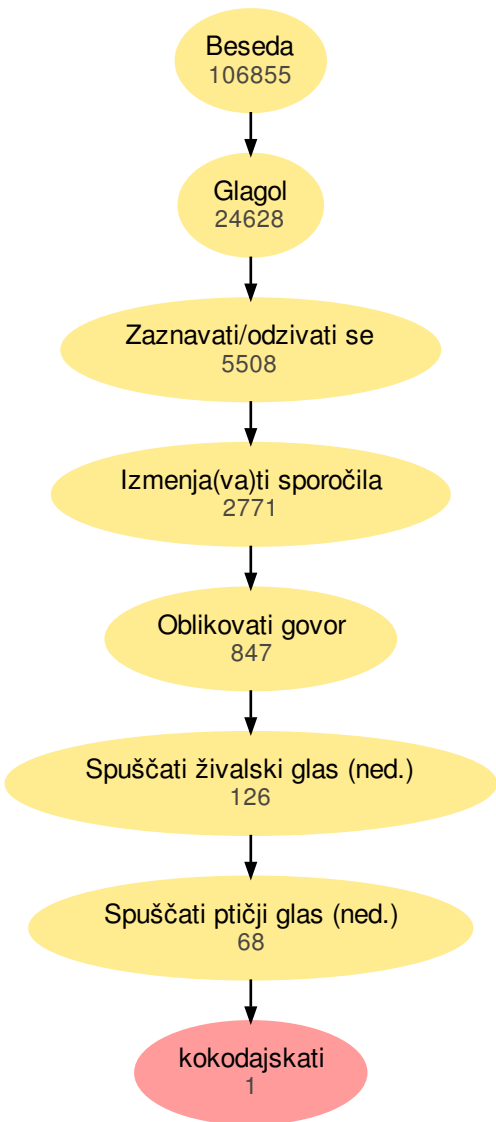 Beseda
106855
Glagol
24628
Zaznavati/odzivati se
5508
Izmenja(va)ti sporočila
2771
Oblikovati govor
847
Spuščati živalski glas (ned.)
126
Spuščati ptičji glas (ned.)
68
kokodajskati
1